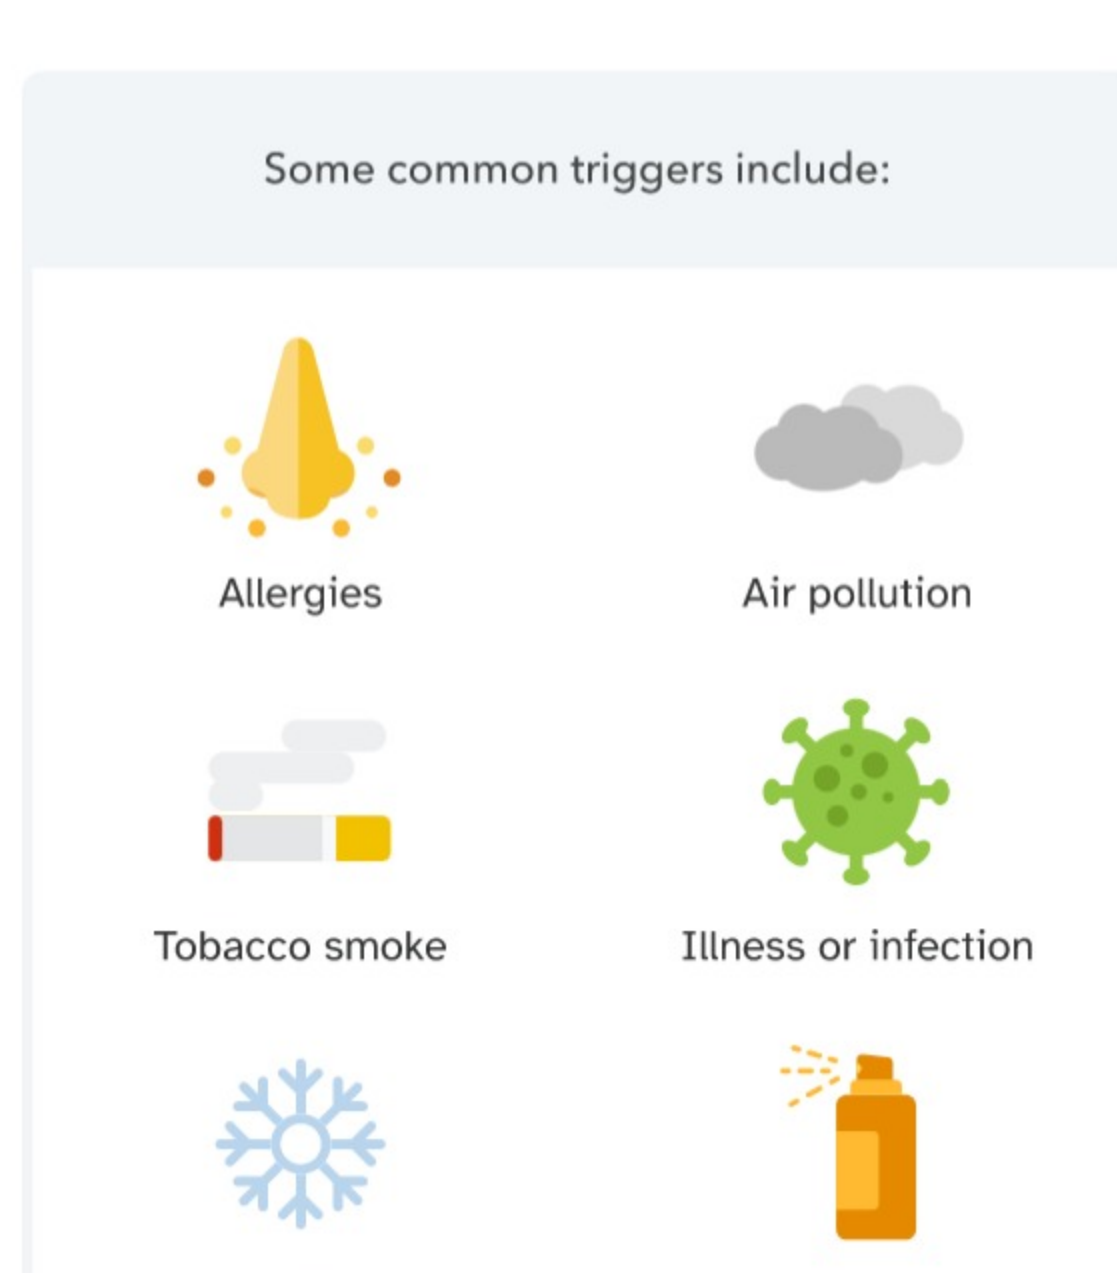 Some common triggers include:
Allergies
Air pollution
Tobacco smoke
Illness or infection